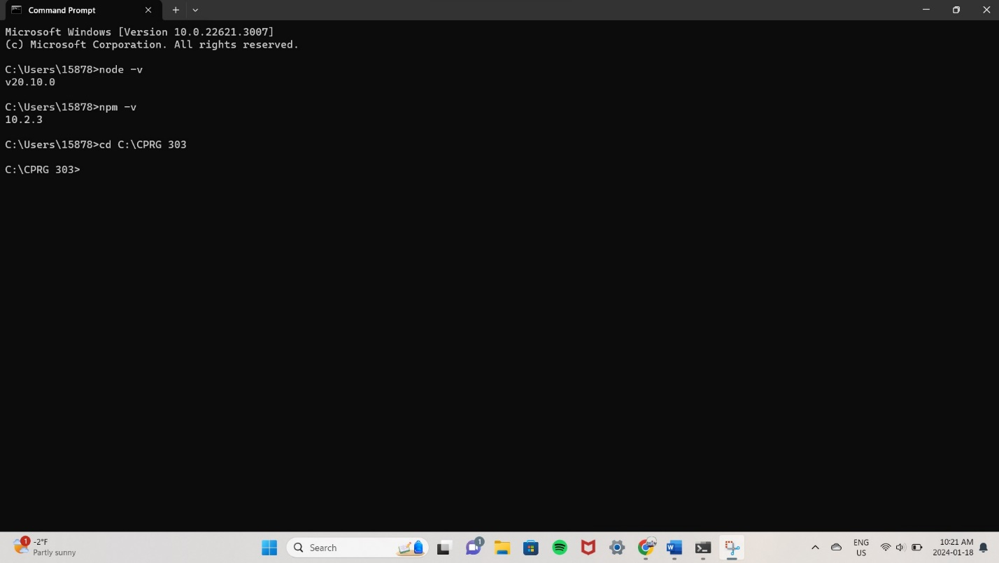 Command Prompt
Microsoft Windows [Version 10.0.22621.3007]
(c) Microsoft Corporation. All rights reserved.
C:\Users\15878>node -v
v20.10.0
C:\Users\15878>npm -v
10.2.3
C:\Users\15878>cd C:\CPRG 303
C:\CPRG 303>
1
-2°F
Partly sunny
Search
1
W
ENG
US
10:21 AM
2024-01-18